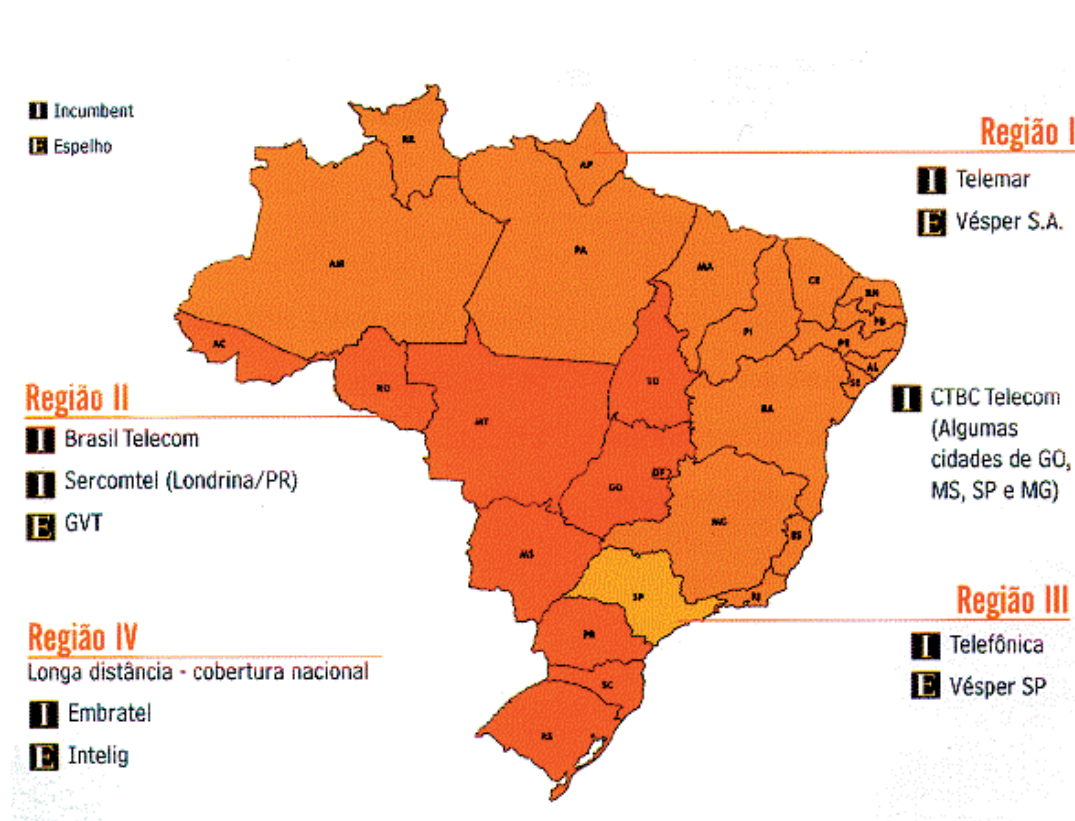 I Incumbent
E Espelho
Região I
I Telemar
E Vésper S.A.
RR
AP
AM
PA
MA
CE
RN
PB
PI
PE
AL
SE
AC
RO
TO
MT
BA
Região II
I Brasil Telecom
I Sercomtel (Londrina/PR)
E GVT
I CTBC Telecom
(Algumas
cidades de GO,
MS, SP e MG)
DF
GO
MG
ES
MS
SP
RJ
Região III
I Telefônica
E Vésper SP
PR
SC
RS
Região IV
Longa distância - cobertura nacional
I Embratel
E Intelig